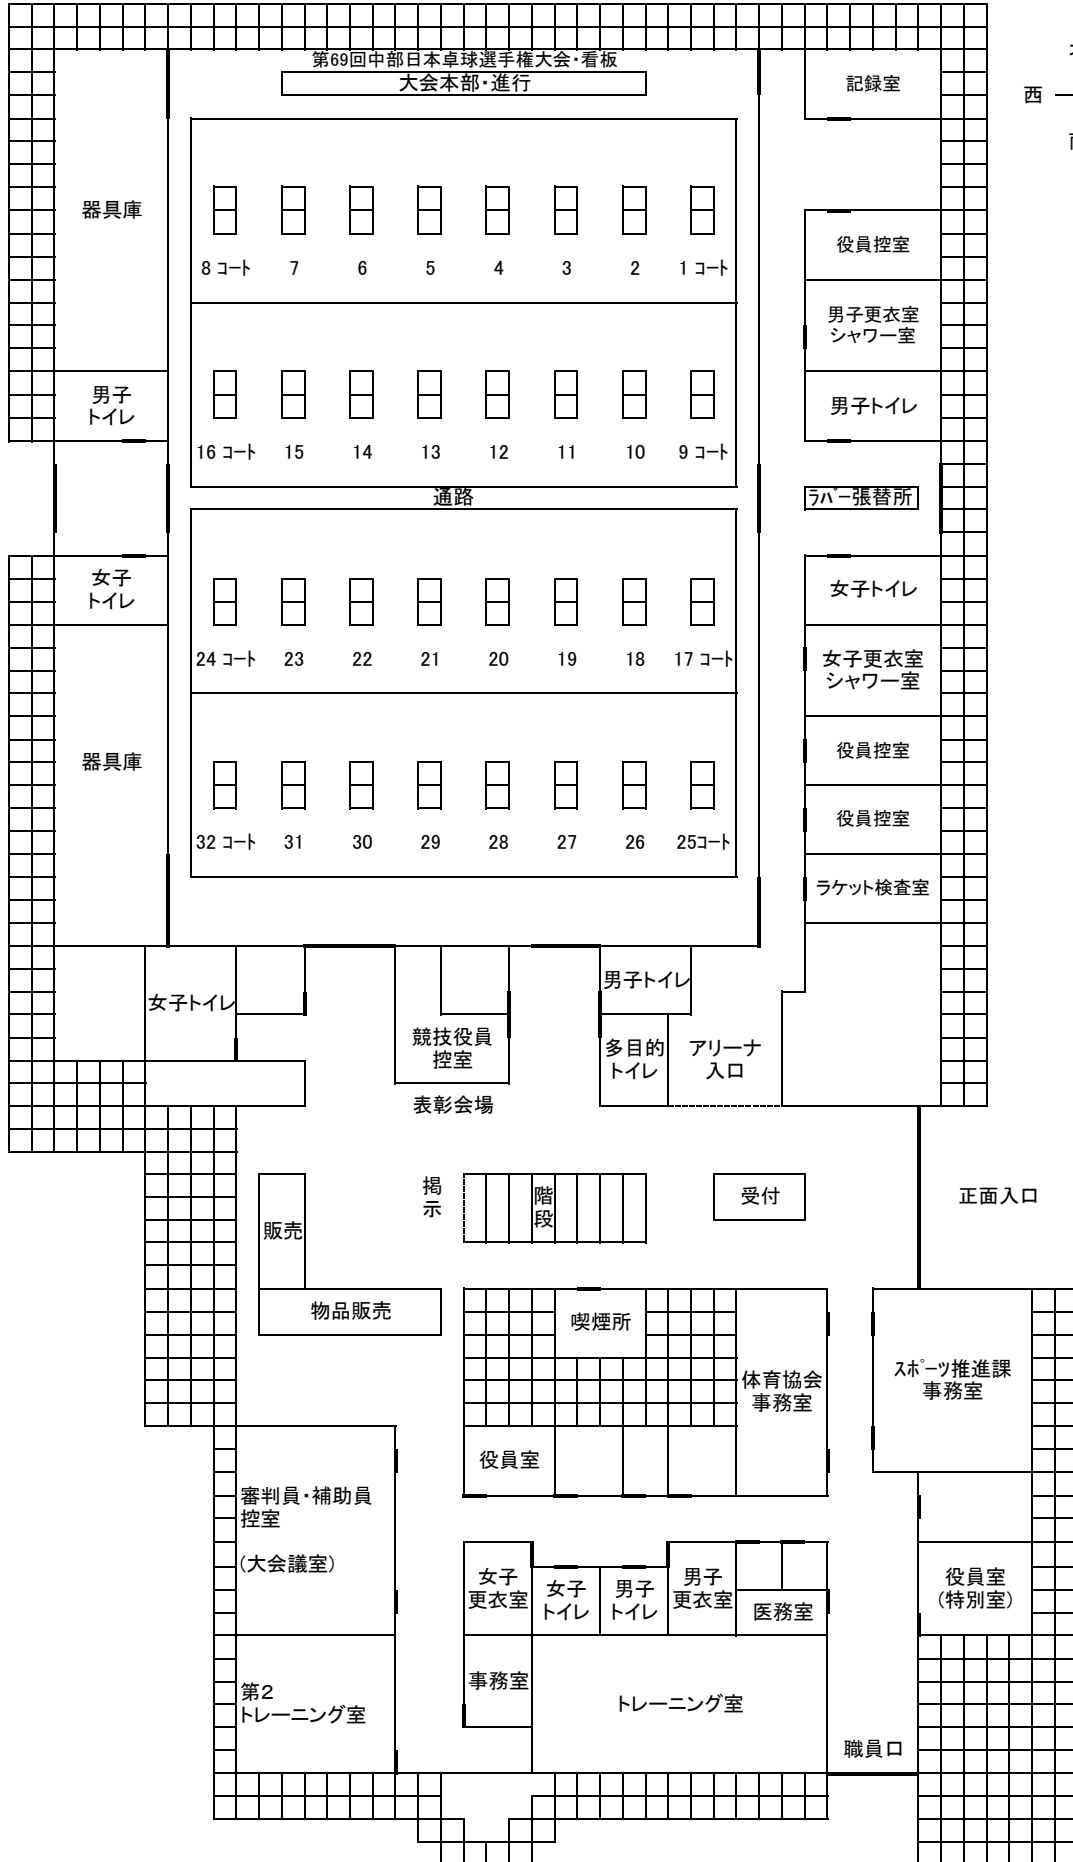 第69回中部日本卓球選手権大会・看板
大会本部・進行
記録室
西
器具庫
役員控室
8 コート 7 6 5 4 3 2 1 コート
男子更衣室
シャワー室
男子
トイレ
男子トイレ
16 コート 15 14 13 12 11 10 9 コート
通路
ラバー張替所
女子
トイレ
女子トイレ
24 コート 23 22 21 20 19 18 17 コート
女子更衣室
シャワー室
器具庫
役員控室
役員控室
32 コート 31 30 29 28 27 26 25コート
ラケット検査室
女子トイレ
男子トイレ
競技役員
控室
多目的
トイレ
アリーナ
入口
表彰会場
掲
示
階
段
受付
正面入口
販売
物品販売
喫煙所
体育協会
事務室
スポーツ推進課
事務室
役員室
審判員・補助員
控室
(大会議室)
女子
更衣室
女子
トイレ
男子
トイレ
男子
更衣室
医務室
役員室
(特別室)
事務室
第2
トレーニング室
トレーニング室
職員口